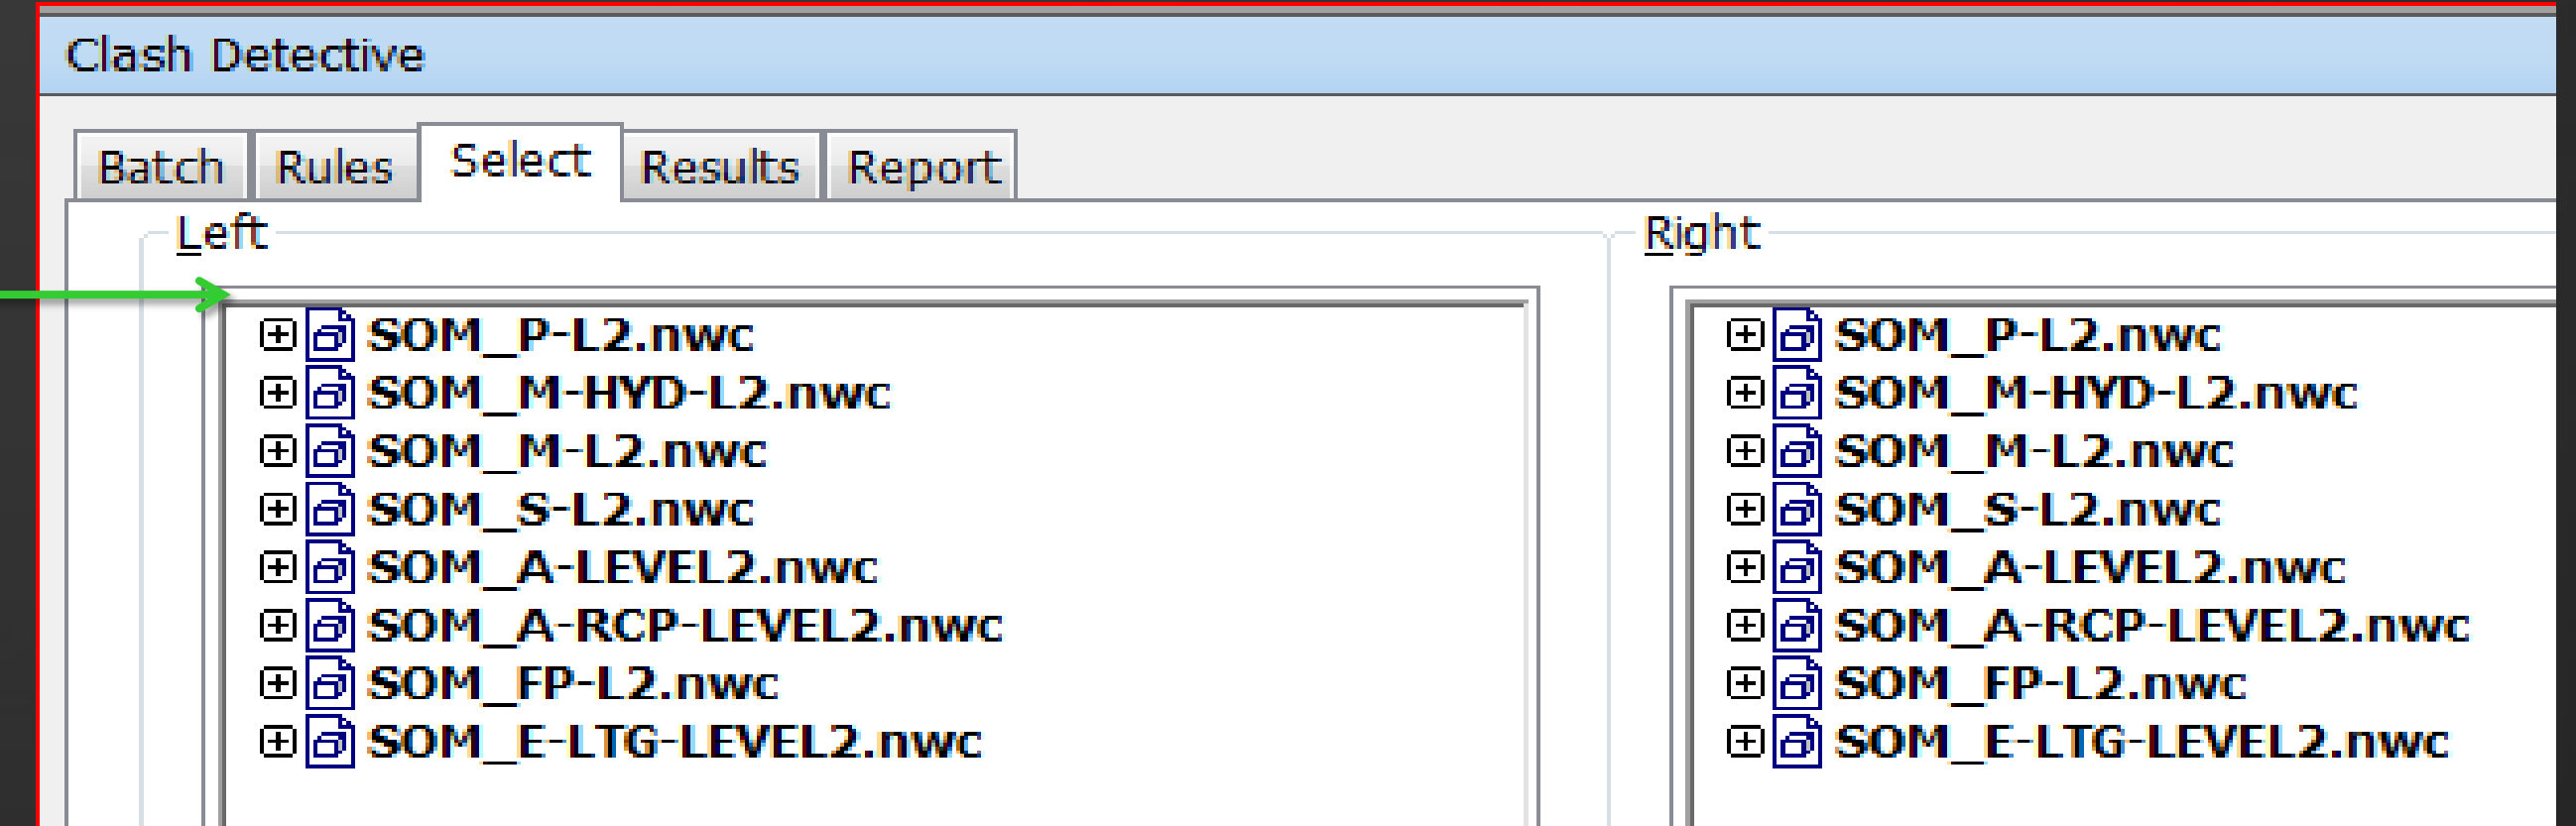 Clash Detective
Batch Rules Select Results Report
Left
SOM_P-L2.nwc
SOM_M-HYD-L2.nwc
SOM_M-L2.nwc
SOM_S-L2.nwc
SOM_A-LEVEL2.nwc
SOM_A-RCP-LEVEL2.nwc
SOM_FP-L2.nwc
SOM_E-LTG-LEVEL2.nwc
Right
SOM_P-L2.nwc
SOM_M-HYD-L2.nwc
SOM_M-L2.nwc
SOM_S-L2.nwc
SOM_A-LEVEL2.nwc
SOM_A-RCP-LEVEL2.nwc
SOM_FP-L2.nwc
SOM_E-LTG-LEVEL2.nwc